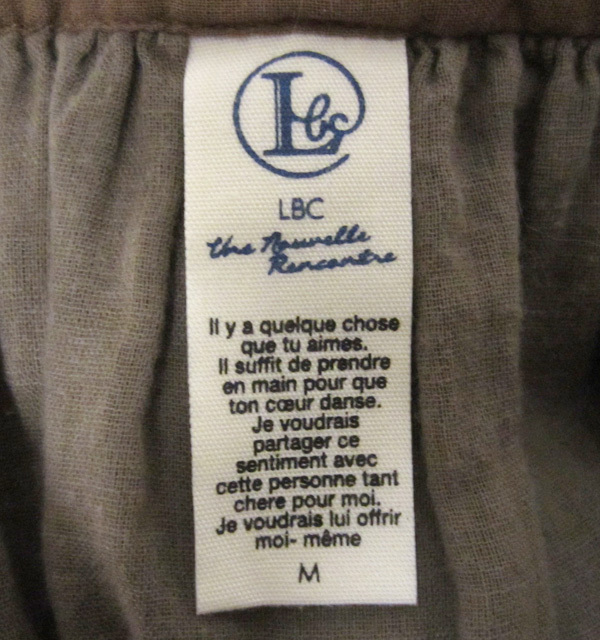 Lbc
LBC
Une Nouvelle
Rencontre
Il y a quelque chose
que tu aimes.
Il suffit de prendre
en main pour que
ton cœur danse.
Je voudrais
partager ce
sentiment avec
cette personne tant
chere pour moi.
Je voudrais lui offrir
moi- même
M